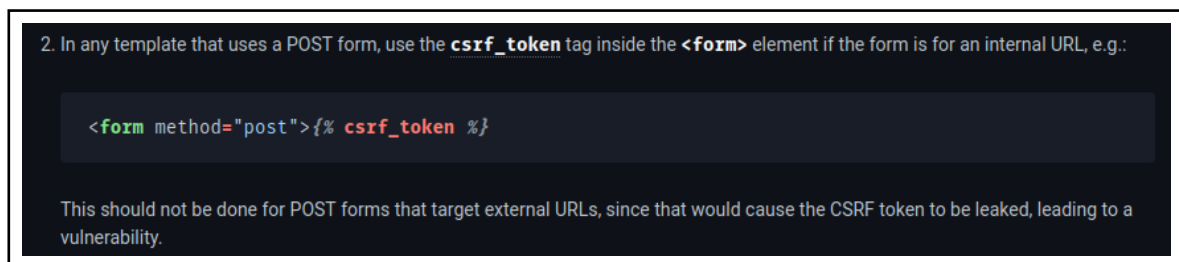 2. In any template that uses a POST form, use the csrf_token tag inside the <form> element if the form is for an internal URL, e.g.:
<form method="post">{% csrf_token %}
This should not be done for POST forms that target external URLs, since that would cause the CSRF token to be leaked, leading to a
vulnerability.